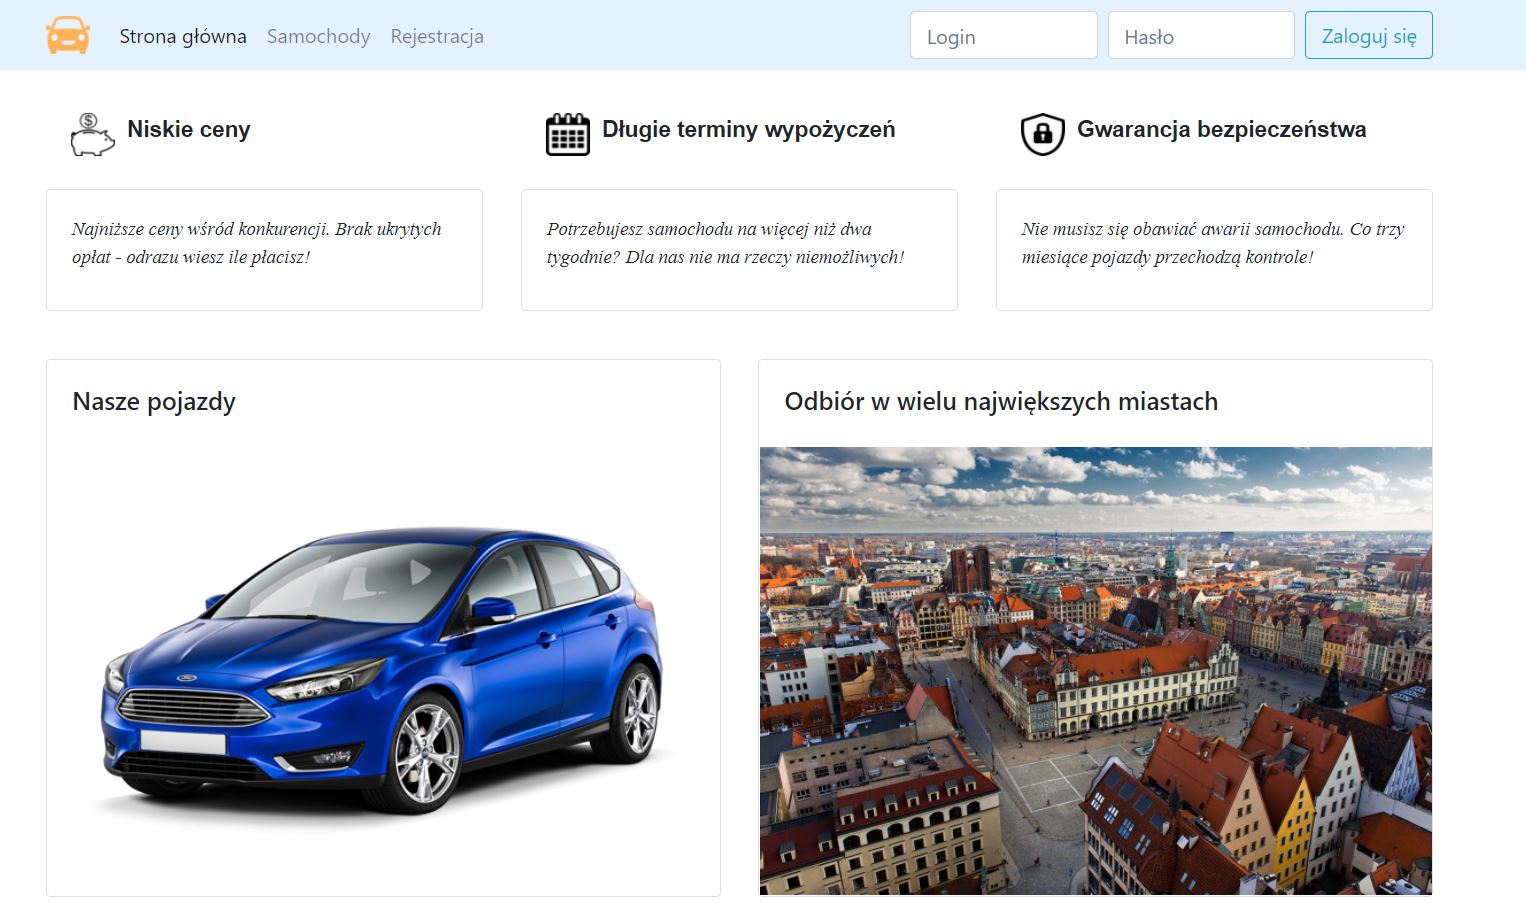 Strona główna Samochody Rejestracja Login Hasło Zaloguj się
Niskie ceny
Długie terminy wypożyczeń
Gwarancja bezpieczeństwa
Najniższe ceny wśród konkurencji. Brak ukrytych
opłat - odrazu wiesz ile płacisz!
Potrzebujesz samochodu na więcej niż dwa
tygodnie? Dla nas nie ma rzeczy niemożliwych!
Nie musisz się obawiać awarii samochodu. Co trzy
miesiące pojazdy przechodzą kontrole!
Nasze pojazdy
Odbiór w wielu największych miastach